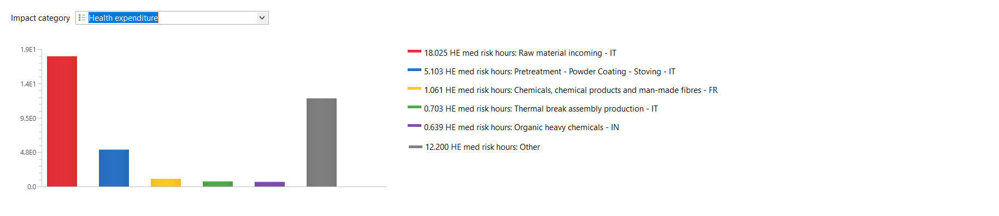 Impact category Health expenditure
1.9E1
1.4E1
9.5E0
4.8E0
0.0
18.025 HE med risk hours: Raw material incoming - IT
5.103 HE med risk hours: Pretreatment - Powder Coating - Stoving - IT
1.061 HE med risk hours: Chemicals, chemical products and man-made fibres - FR
0.703 HE med risk hours: Thermal break assembly production - IT
0.639 HE med risk hours: Organic heavy chemicals - IN
12.200 HE med risk hours: Other